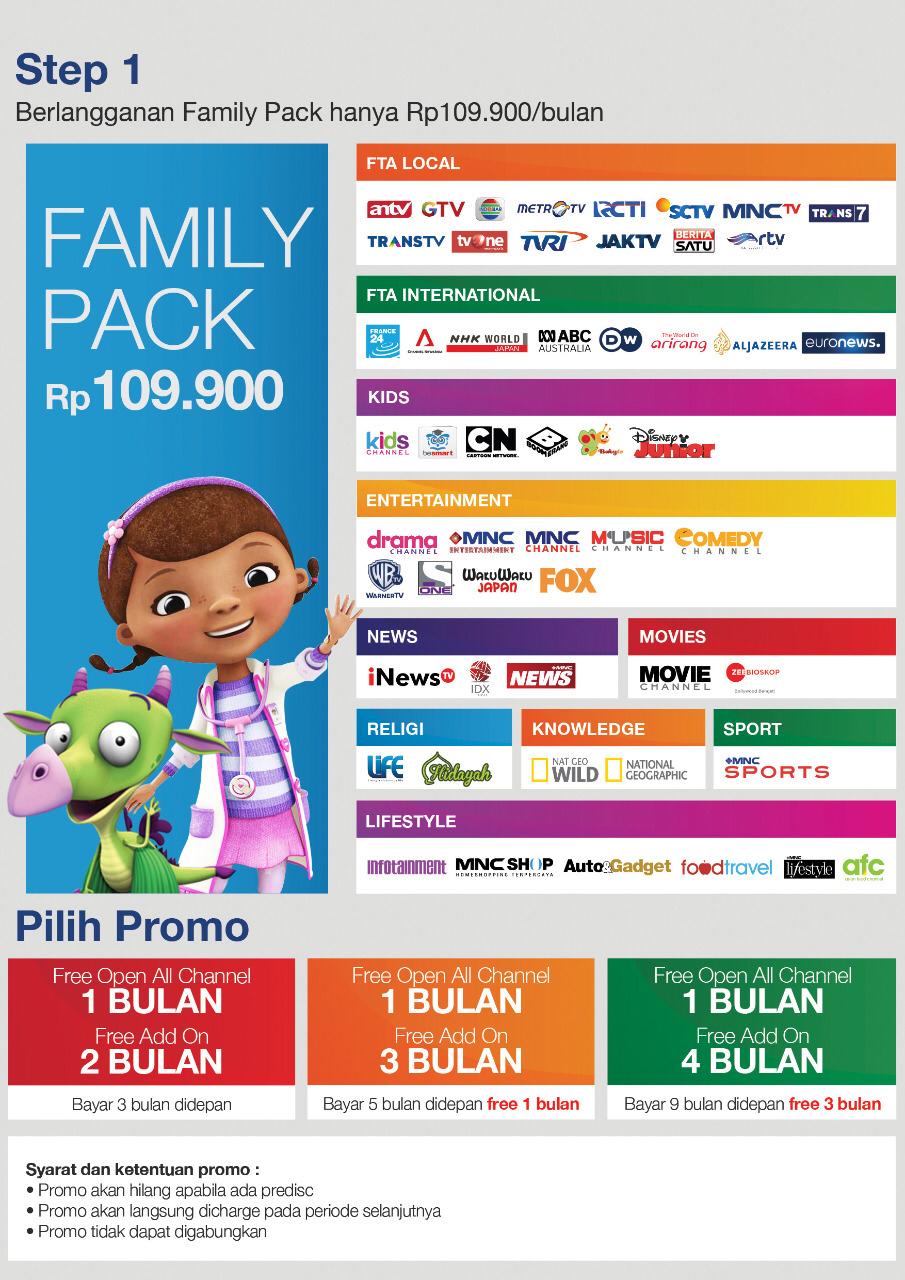 Step 1
Berlangganan Family Pack hanya Rp109.900/bulan
FAMILY
PACK
Rp109.900
FTA LOCAL
antv GTV METRO TV RCTI SCTV MNCTV TRANS 7
TRANSTV tvOne TVRI JAKTV BERITA SATU rtv
FTA INTERNATIONAL
FRANCE 24 NHK WORLD JAPAN ABC AUSTRALIA DW The World On arirang ALJAZEERA euronews.
KIDS
kids CHANNEL besmart CN CARTOON NETWORK BOOMERANG Disney Junior
ENTERTAINMENT
drama CHANNEL MNC ENTERTAINMENT MNC CHANNEL MUSIC CHANNEL COMEDY CHANNEL
WB TV WARNERTV S ONE WAKUWAKU JAPAN FOX
NEWS
iNews TV IDX MNC NEWS
MOVIES
MOVIE CHANNEL ZEE BIOSKOP Bollywood Banget!
RELIGI
LIFE Hidayah
KNOWLEDGE
NAT GEO WILD NATIONAL GEOGRAPHIC
SPORT
MNC SPORTS
LIFESTYLE
infotainment MNC SHOP HOMESHOPPING TERPERCAYA Auto&Gadget foodtravel MNC lifestyle afc asian food channel
Pilih Promo
Free Open All Channel
1 BULAN
Free Add On
2 BULAN
Bayar 3 bulan didepan
Free Open All Channel
1 BULAN
Free Add On
3 BULAN
Bayar 5 bulan didepan free 1 bulan
Free Open All Channel
1 BULAN
Free Add On
4 BULAN
Bayar 9 bulan didepan free 3 bulan
Syarat dan ketentuan promo :
• Promo akan hilang apabila ada predisc
• Promo akan langsung dicharge pada periode selanjutnya
• Promo tidak dapat digabungkan